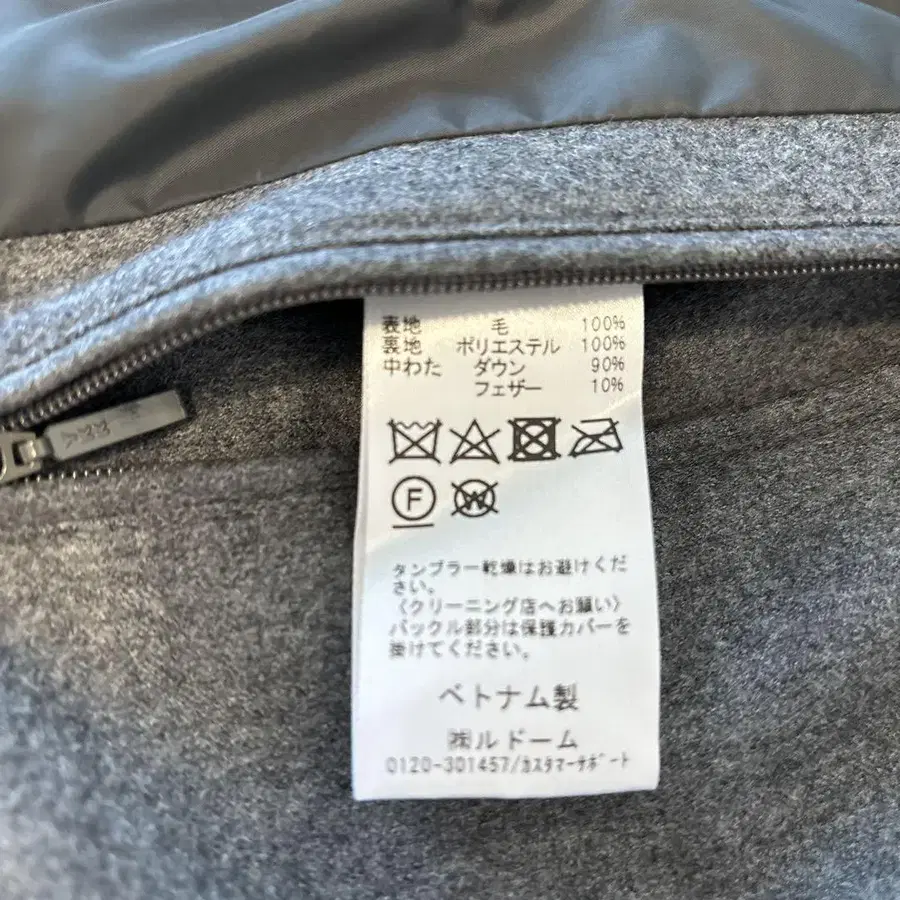 表地 毛 100%
裏地 ポリエステル 100%
中わた ダウン 90%
フェザー 10%
F W
タンブラー乾燥はお避けくだ
さい。
〈クリーニング店へお願い〉
バックル部分は保護カバーを
掛けてください。
ベトナム製
㈱ルドーム
0120-301457/ｶｽﾀﾏｰｻﾎﾟｰﾄ
YKK